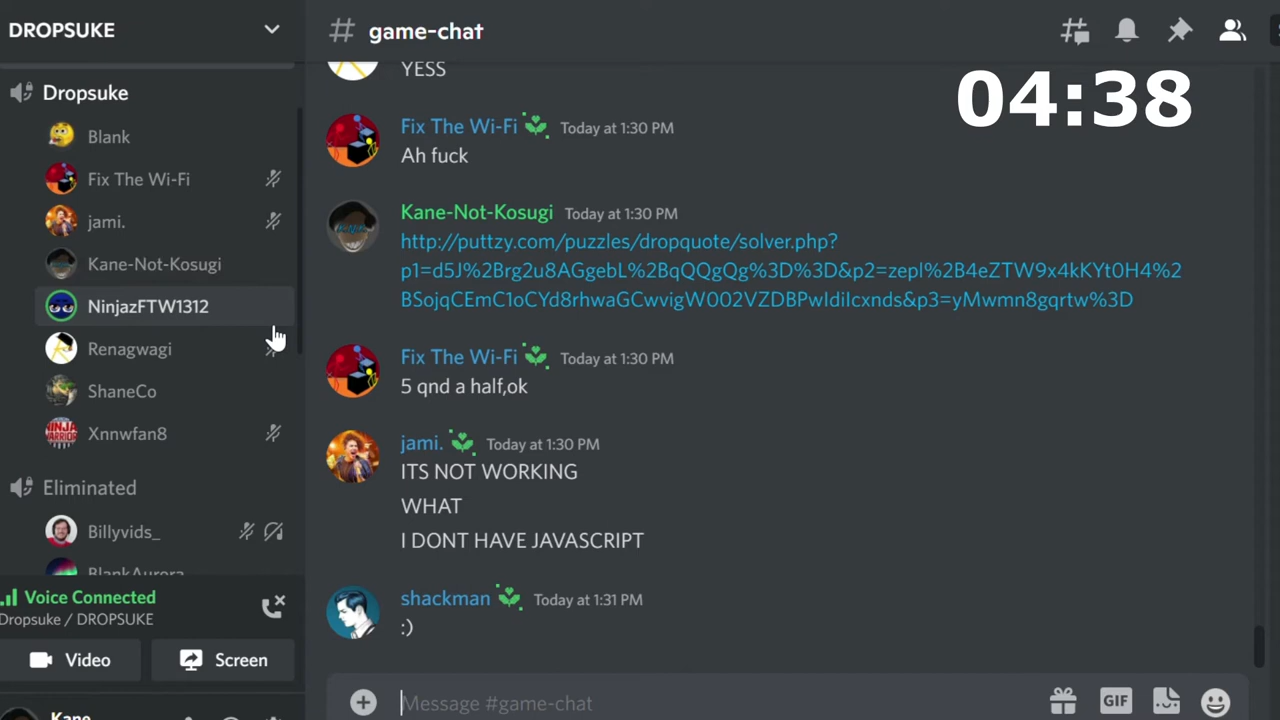 DROPSUKE
Dropsuke
Blank
Fix The Wi-Fi
jami.
Kane-Not-Kosugi
NinjazFTW1312
Renagwagi
ShaneCo
Xnnwfan8
Eliminated
Billyvids_
BlankAurora
Voice Connected
Dropsuke / DROPSUKE
Video
Screen
Kane
# game-chat
04:38
YESS
Fix The Wi-Fi Today at 1:30 PM
Ah fuck
Kane-Not-Kosugi Today at 1:30 PM
http://puttzy.com/puzzles/dropquote/solver.php?
p1=d5J%2Brg2u8AGgebL%2BqQQgQg%3D%3D&p2=zepl%2B4eZTW9x4kKYt0H4%2
BSojqCEmC1oCYd8rhwaGCwvigW002VZDBPwIdiIcxnds&p3=yMwmn8gqrtw%3D
Fix The Wi-Fi Today at 1:30 PM
5 qnd a half,ok
jami. Today at 1:30 PM
ITS NOT WORKING
WHAT
I DONT HAVE JAVASCRIPT
shackman Today at 1:31 PM
:)
Message #game-chat
GIF